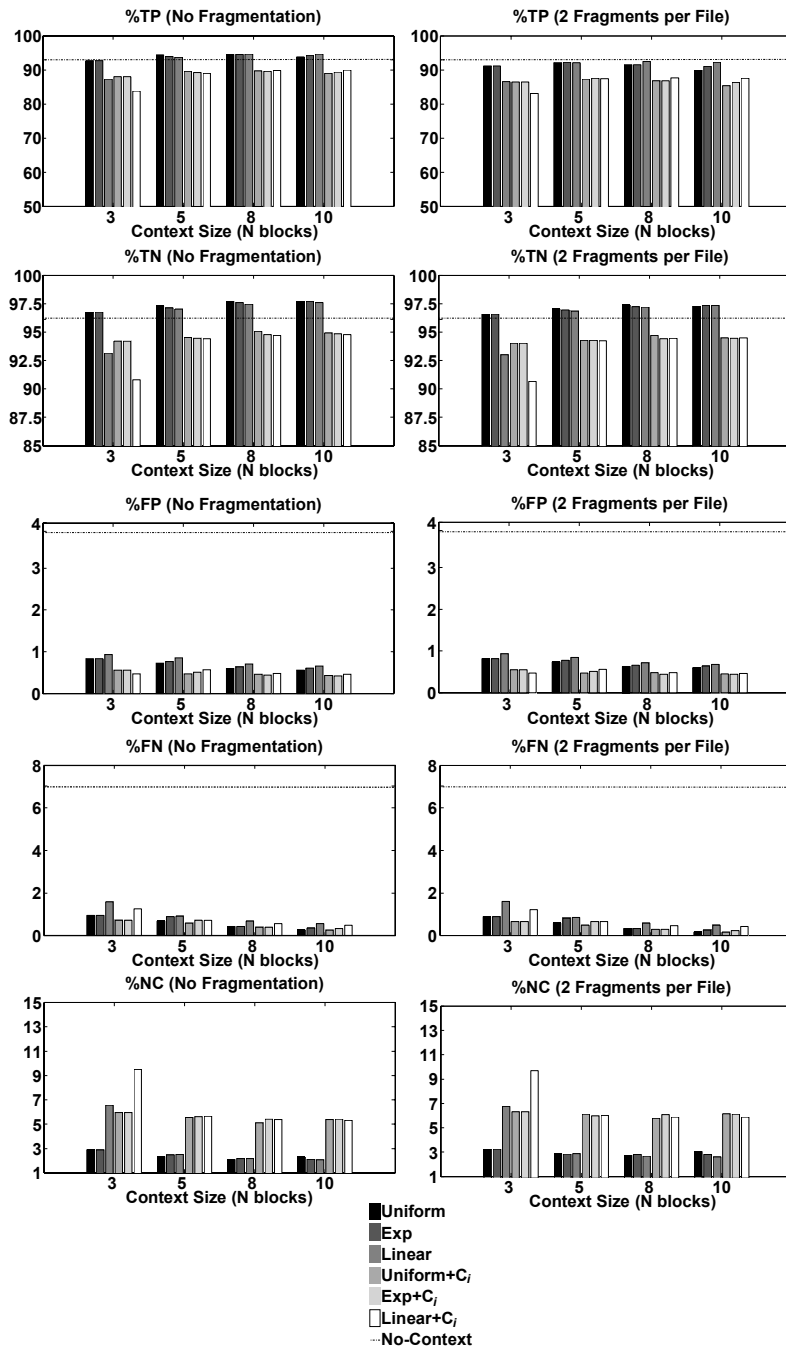 %TP (No Fragmentation)
100
90
80
70
60
50
3 5 8 10
Context Size (N blocks)
%TP (2 Fragments per File)
100
90
80
70
60
50
3 5 8 10
Context Size (N blocks)
%TN (No Fragmentation)
100
97.5
95
92.5
90
87.5
85
3 5 8 10
Context Size (N blocks)
%TN (2 Fragments per File)
100
97.5
95
92.5
90
87.5
85
3 5 8 10
Context Size (N blocks)
%FP (No Fragmentation)
4
3
2
1
0
3 5 8 10
Context Size (N blocks)
%FP (2 Fragments per File)
4
3
2
1
0
3 5 8 10
Context Size (N blocks)
%FN (No Fragmentation)
8
6
4
2
0
3 5 8 10
Context Size (N blocks)
%FN (2 Fragments per File)
8
6
4
2
0
3 5 8 10
Context Size (N blocks)
%NC (No Fragmentation)
15
13
11
9
7
5
3
1
3 5 8 10
Context Size (N blocks)
%NC (2 Fragments per File)
15
13
11
9
7
5
3
1
3 5 8 10
Context Size (N blocks)
Uniform
Exp
Linear
Uniform+Ci
Exp+Ci
Linear+Ci
No-Context